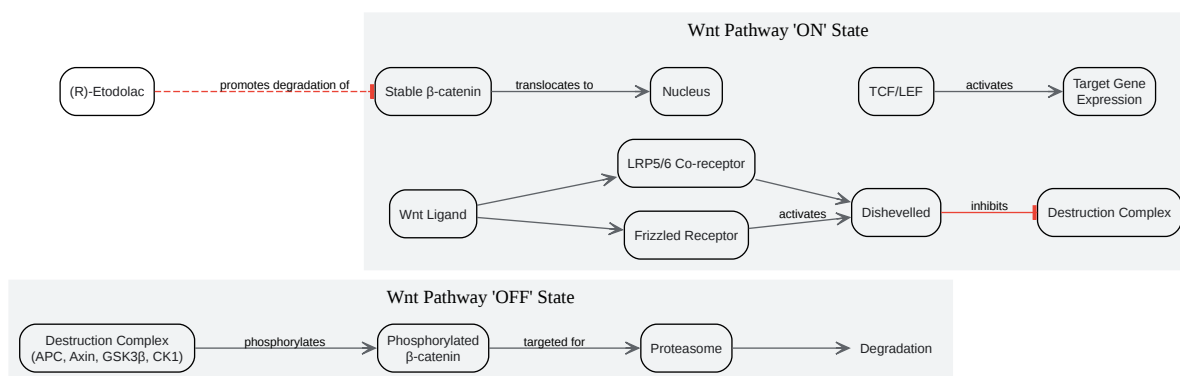 Wnt Pathway 'ON' State
(R)-Etodolac
promotes degradation of
Stable β-catenin
translocates to
Nucleus
TCF/LEF
activates
Target Gene
Expression
LRP5/6 Co-receptor
Wnt Ligand
Frizzled Receptor
activates
Dishevelled
inhibits
Destruction Complex
Wnt Pathway 'OFF' State
Destruction Complex
(APC, Axin, GSK3β, CK1)
phosphorylates
Phosphorylated
β-catenin
targeted for
Proteasome
Degradation